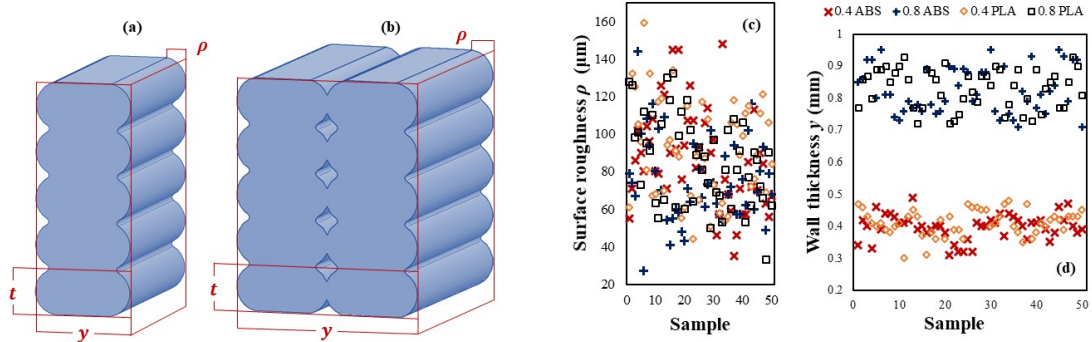 (a)
ρ
t
y
(b)
ρ
t
y
(c)
Surface roughness ρ (μm)
160
140
120
100
80
60
40
20
0 10 20 30 40 50
Sample
0.4 ABS 0.8 ABS 0.4 PLA 0.8 PLA
Wall thickness y (mm)
1
0.9
0.8
0.7
0.6
0.5
0.4
0.3
0.2
(d)
0 10 20 30 40 50
Sample